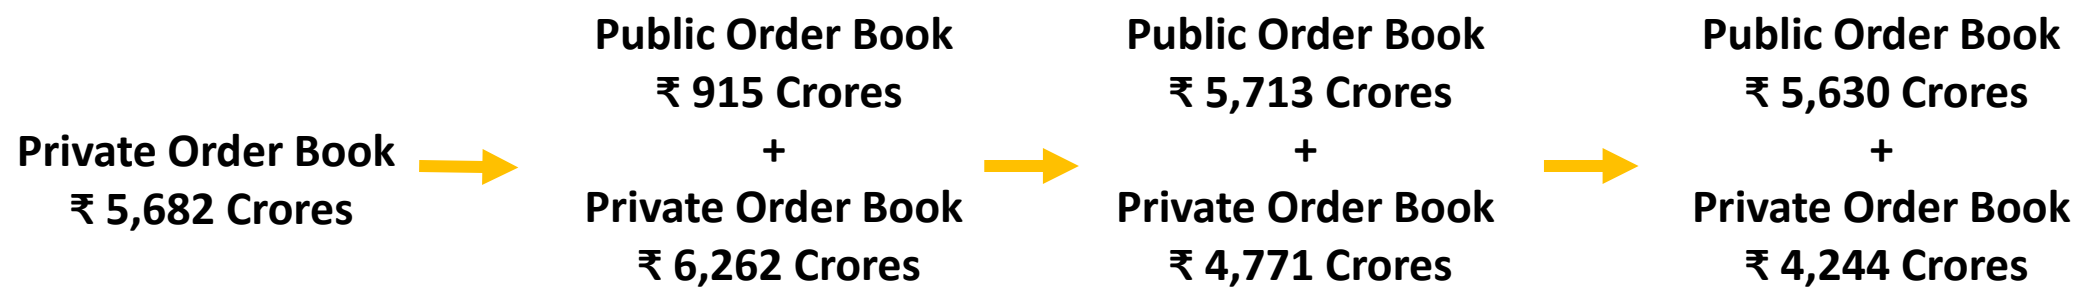 Private Order Book
₹ 5,682 Crores
Public Order Book
₹ 915 Crores
+
Private Order Book
₹ 6,262 Crores
Public Order Book
₹ 5,713 Crores
+
Private Order Book
₹ 4,771 Crores
Public Order Book
₹ 5,630 Crores
+
Private Order Book
₹ 4,244 Crores